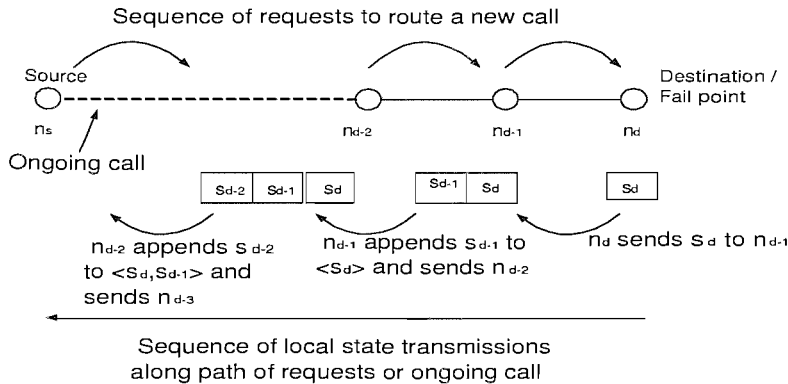 Sequence of requests to route a new call
Source
Destination /
Fail point
ns
nd-2
nd-1
nd
Ongoing call
sd-2 sd-1 sd
sd-1 sd
sd
nd-2 appends sd-2
to <sd,sd-1> and
sends nd-3
nd-1 appends sd-1 to
<sd> and sends nd-2
nd sends sd to nd-1
Sequence of local state transmissions
along path of requests or ongoing call